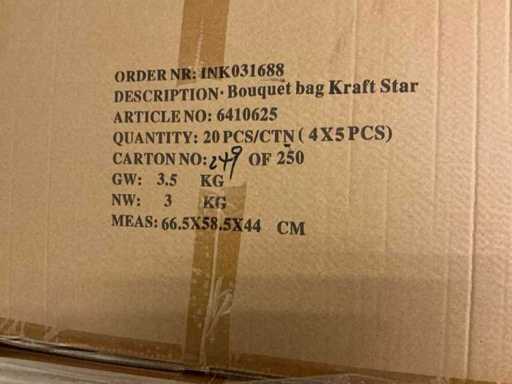 ORDER NR: INK031688
DESCRIPTION: Bouquet bag Kraft Star
ARTICLE NO: 6410625
QUANTITY: 20 PCS/CTN ( 4X5 PCS)
CARTON NO: 249 OF 250
GW: 3.5 KG
NW: 3 KG
MEAS: 66.5X58.5X44 CM